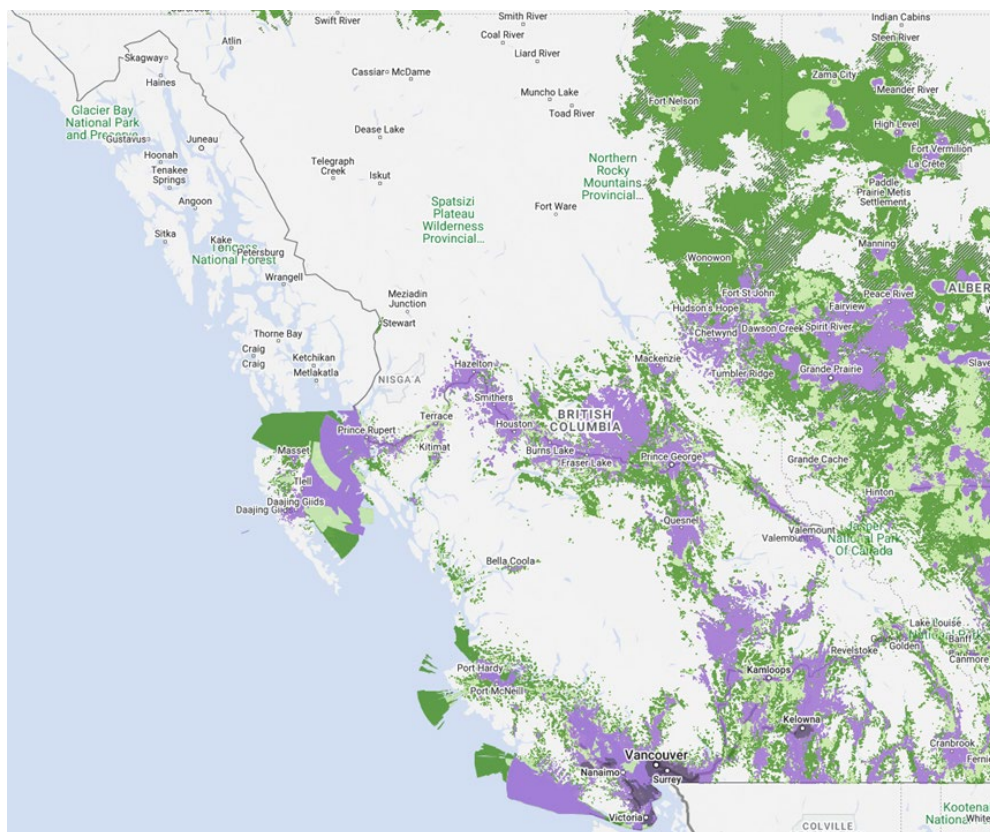 Swift River
Smith River
Indian Cabins
Atlin
Coal River
Steen River
Skagway
Liard River
Cassiar
McDame
Zama City
Haines
Meander River
Muncho Lake
Fort Nelson
Glacier Bay
National Park
and Preserve
Toad River
Gustavus
Juneau
Dease Lake
High Level
Hoonah
Fort Vermilion
Tenakee
Springs
Telegraph
Creek
Iskut
Northern
Rocky
Mountains
Provincial...
La Crête
Paddle
Prairie Metis
Settlement
Angoon
Spatsizi
Plateau
Wilderness
Provincial...
Fort Ware
Sitka
Kake
Petersburg
Tongass
National Forest
Manning
Wonowon
Wrangell
Meziadin
Junction
Fort St John
Peace River
ALBER
Hudson's Hope
Fairview
Stewart
Thorne Bay
Chetwynd
Dawson Creek
Spirit River
Craig
Craig
Ketchikan
Metlakatla
NISGA'A
Hazelton
Mackenzie
Tumbler Ridge
Grande Prairie
Slave
Smithers
BRITISH
COLUMBIA
Terrace
Houston
Prince Rupert
Kitimat
Burns Lake
Fraser Lake
Prince George
Masset
Grande Cache
Tlell
Daajing Giids
Daajing Giids
Hinton
Quesnel
Valemount
Valemount
Jasper
National Park
Of Canada
Bella Coola
Lake Louise
Banff
National Park
Golden
Golden
Canmore
Revelstoke
Port Hardy
Kamloops
Port McNeill
Kelowna
Vancouver
Cranbrook
Nanaimo
Surrey
Fernie
Victoria
Kootenai
National
White
COLVILLE